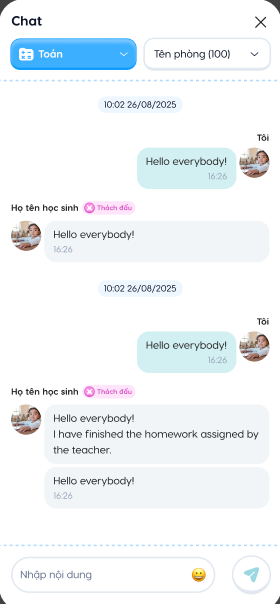 Chat
Toán
Tên phòng (100)
10:02 26/08/2025
Tôi
Hello everybody!
16:26
Họ tên học sinh Thách đấu
Hello everybody!
16:26
10:02 26/08/2025
Tôi
Hello everybody!
16:26
Họ tên học sinh Thách đấu
Hello everybody!
I have finished the homework assigned by
the teacher.
Hello everybody!
16:26
Nhập nội dung